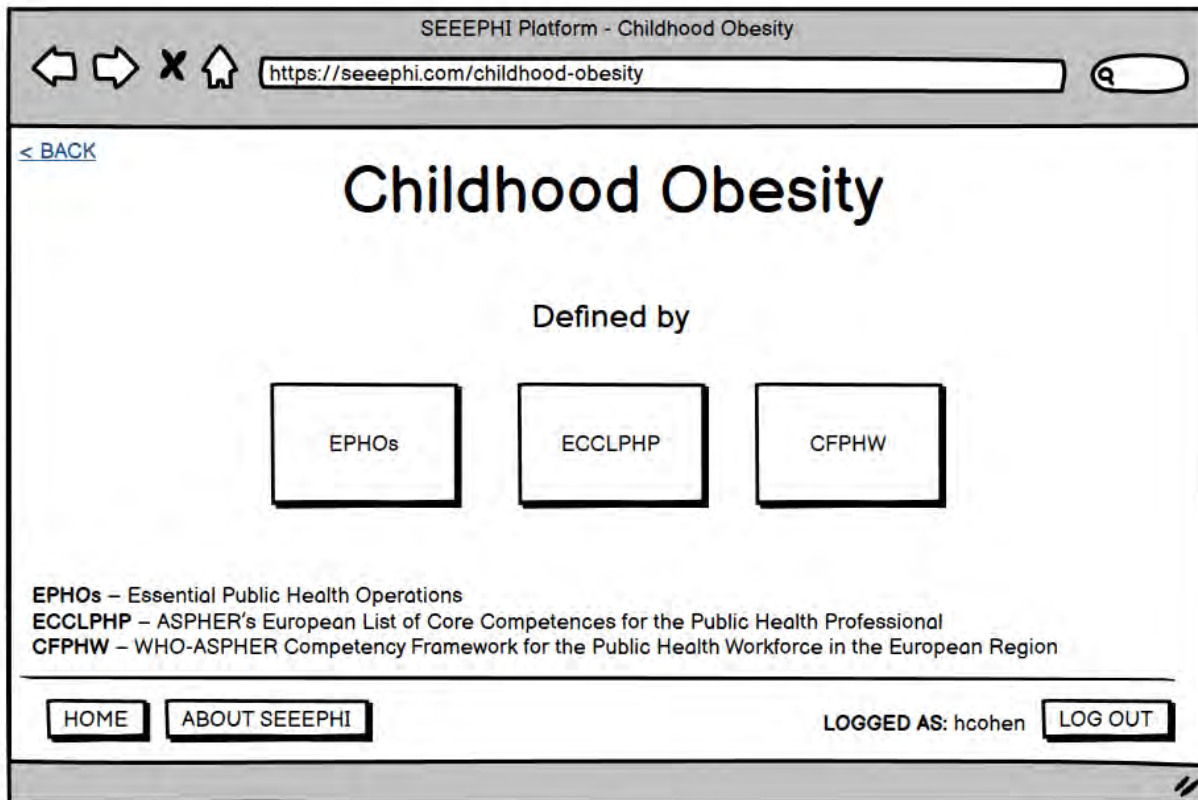 SEEEPHI Platform - Childhood Obesity
https://seeephi.com/childhood-obesity
< BACK
Childhood Obesity
Defined by
EPHOs
ECCLPHP
CFPHW
EPHOs – Essential Public Health Operations
ECCLPHP – ASPHER's European List of Core Competences for the Public Health Professional
CFPHW – WHO-ASPHER Competency Framework for the Public Health Workforce in the European Region
HOME
ABOUT SEEEPHI
LOGGED AS: hcohen
LOG OUT